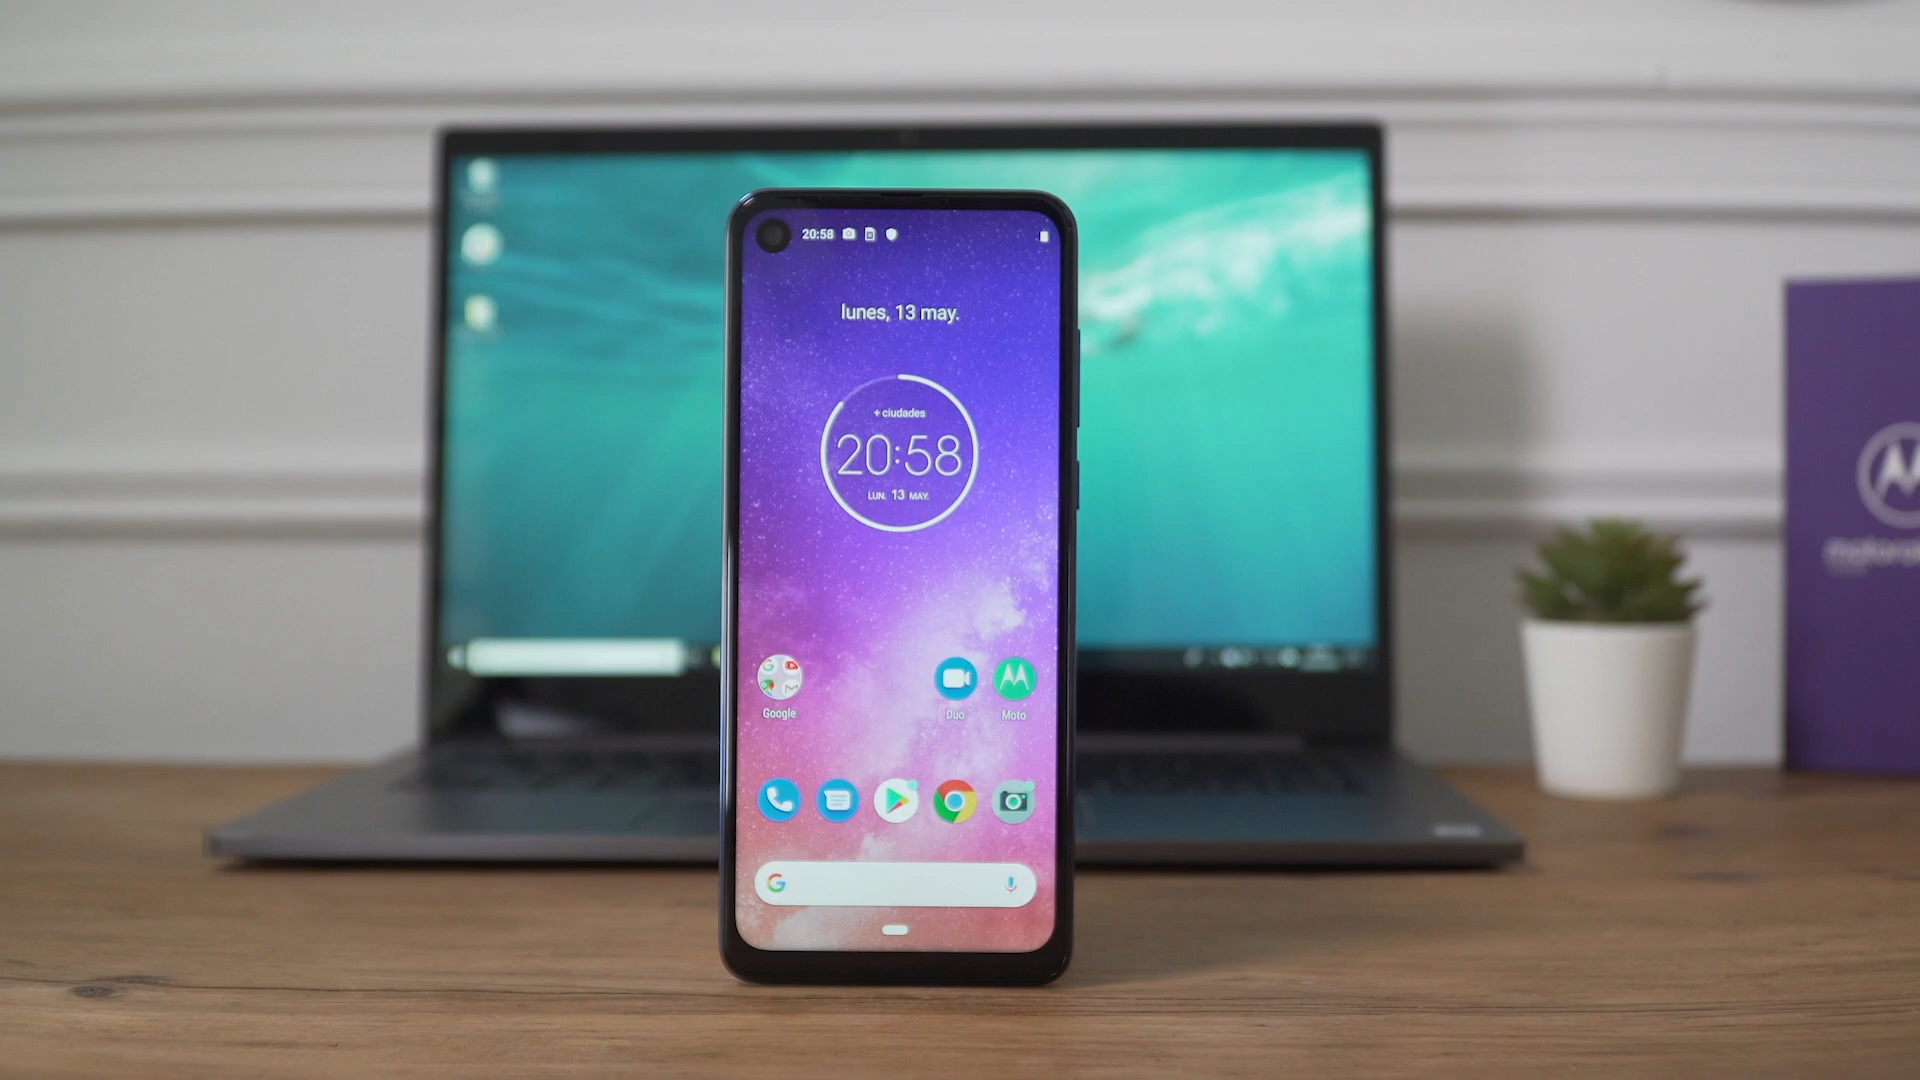 20:58
lunes, 13 may.
+ ciudades
20:58
LUN. 13 MAY.
Google
Duo
Moto